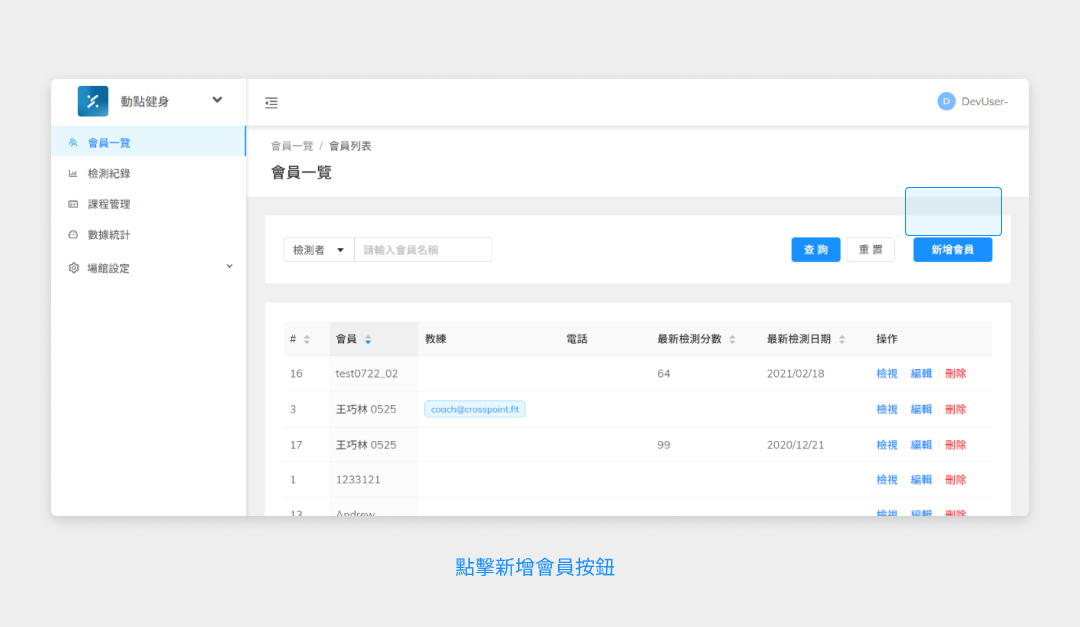 動點健身
D DevUser-
會員一覽
檢測紀錄
課程管理
數據統計
場館設定
會員一覽 / 會員列表
會員一覽
檢測者 請輸入會員名稱 查 詢 重 置 新增會員
# 會員 教練 電話 最新檢測分數 最新檢測日期 操作
16 test0722_02 64 2021/02/18 檢視 編輯 刪除
3 王巧林 0525 coach@crosspoint.fit 檢視 編輯 刪除
17 王巧林 0525 99 2020/12/21 檢視 編輯 刪除
1 1233121 檢視 編輯 刪除
13 Andrew 檢視 編輯 刪除
點擊新增會員按鈕